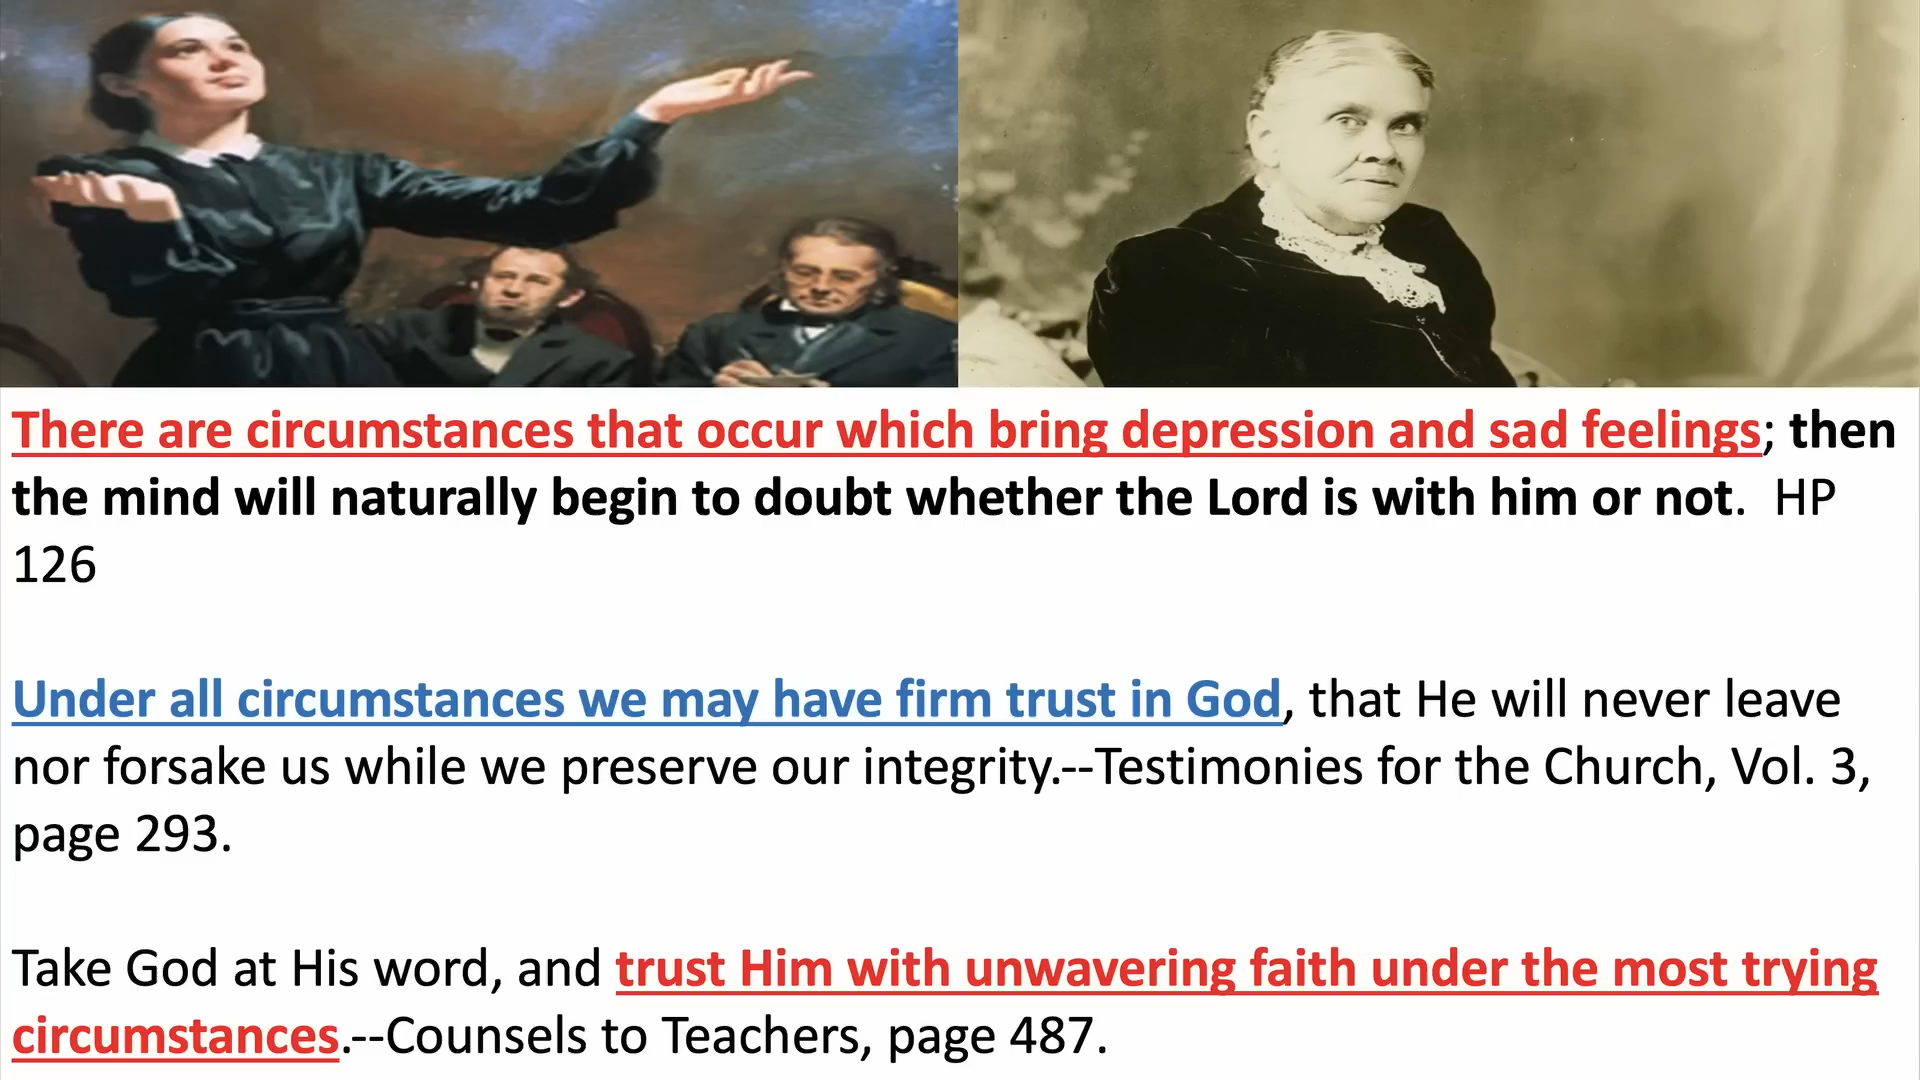 There are circumstances that occur which bring depression and sad feelings; then
the mind will naturally begin to doubt whether the Lord is with him or not.  HP
126
Under all circumstances we may have firm trust in God, that He will never leave
nor forsake us while we preserve our integrity.--Testimonies for the Church, Vol. 3,
page 293.
Take God at His word, and trust Him with unwavering faith under the most trying
circumstances.--Counsels to Teachers, page 487.